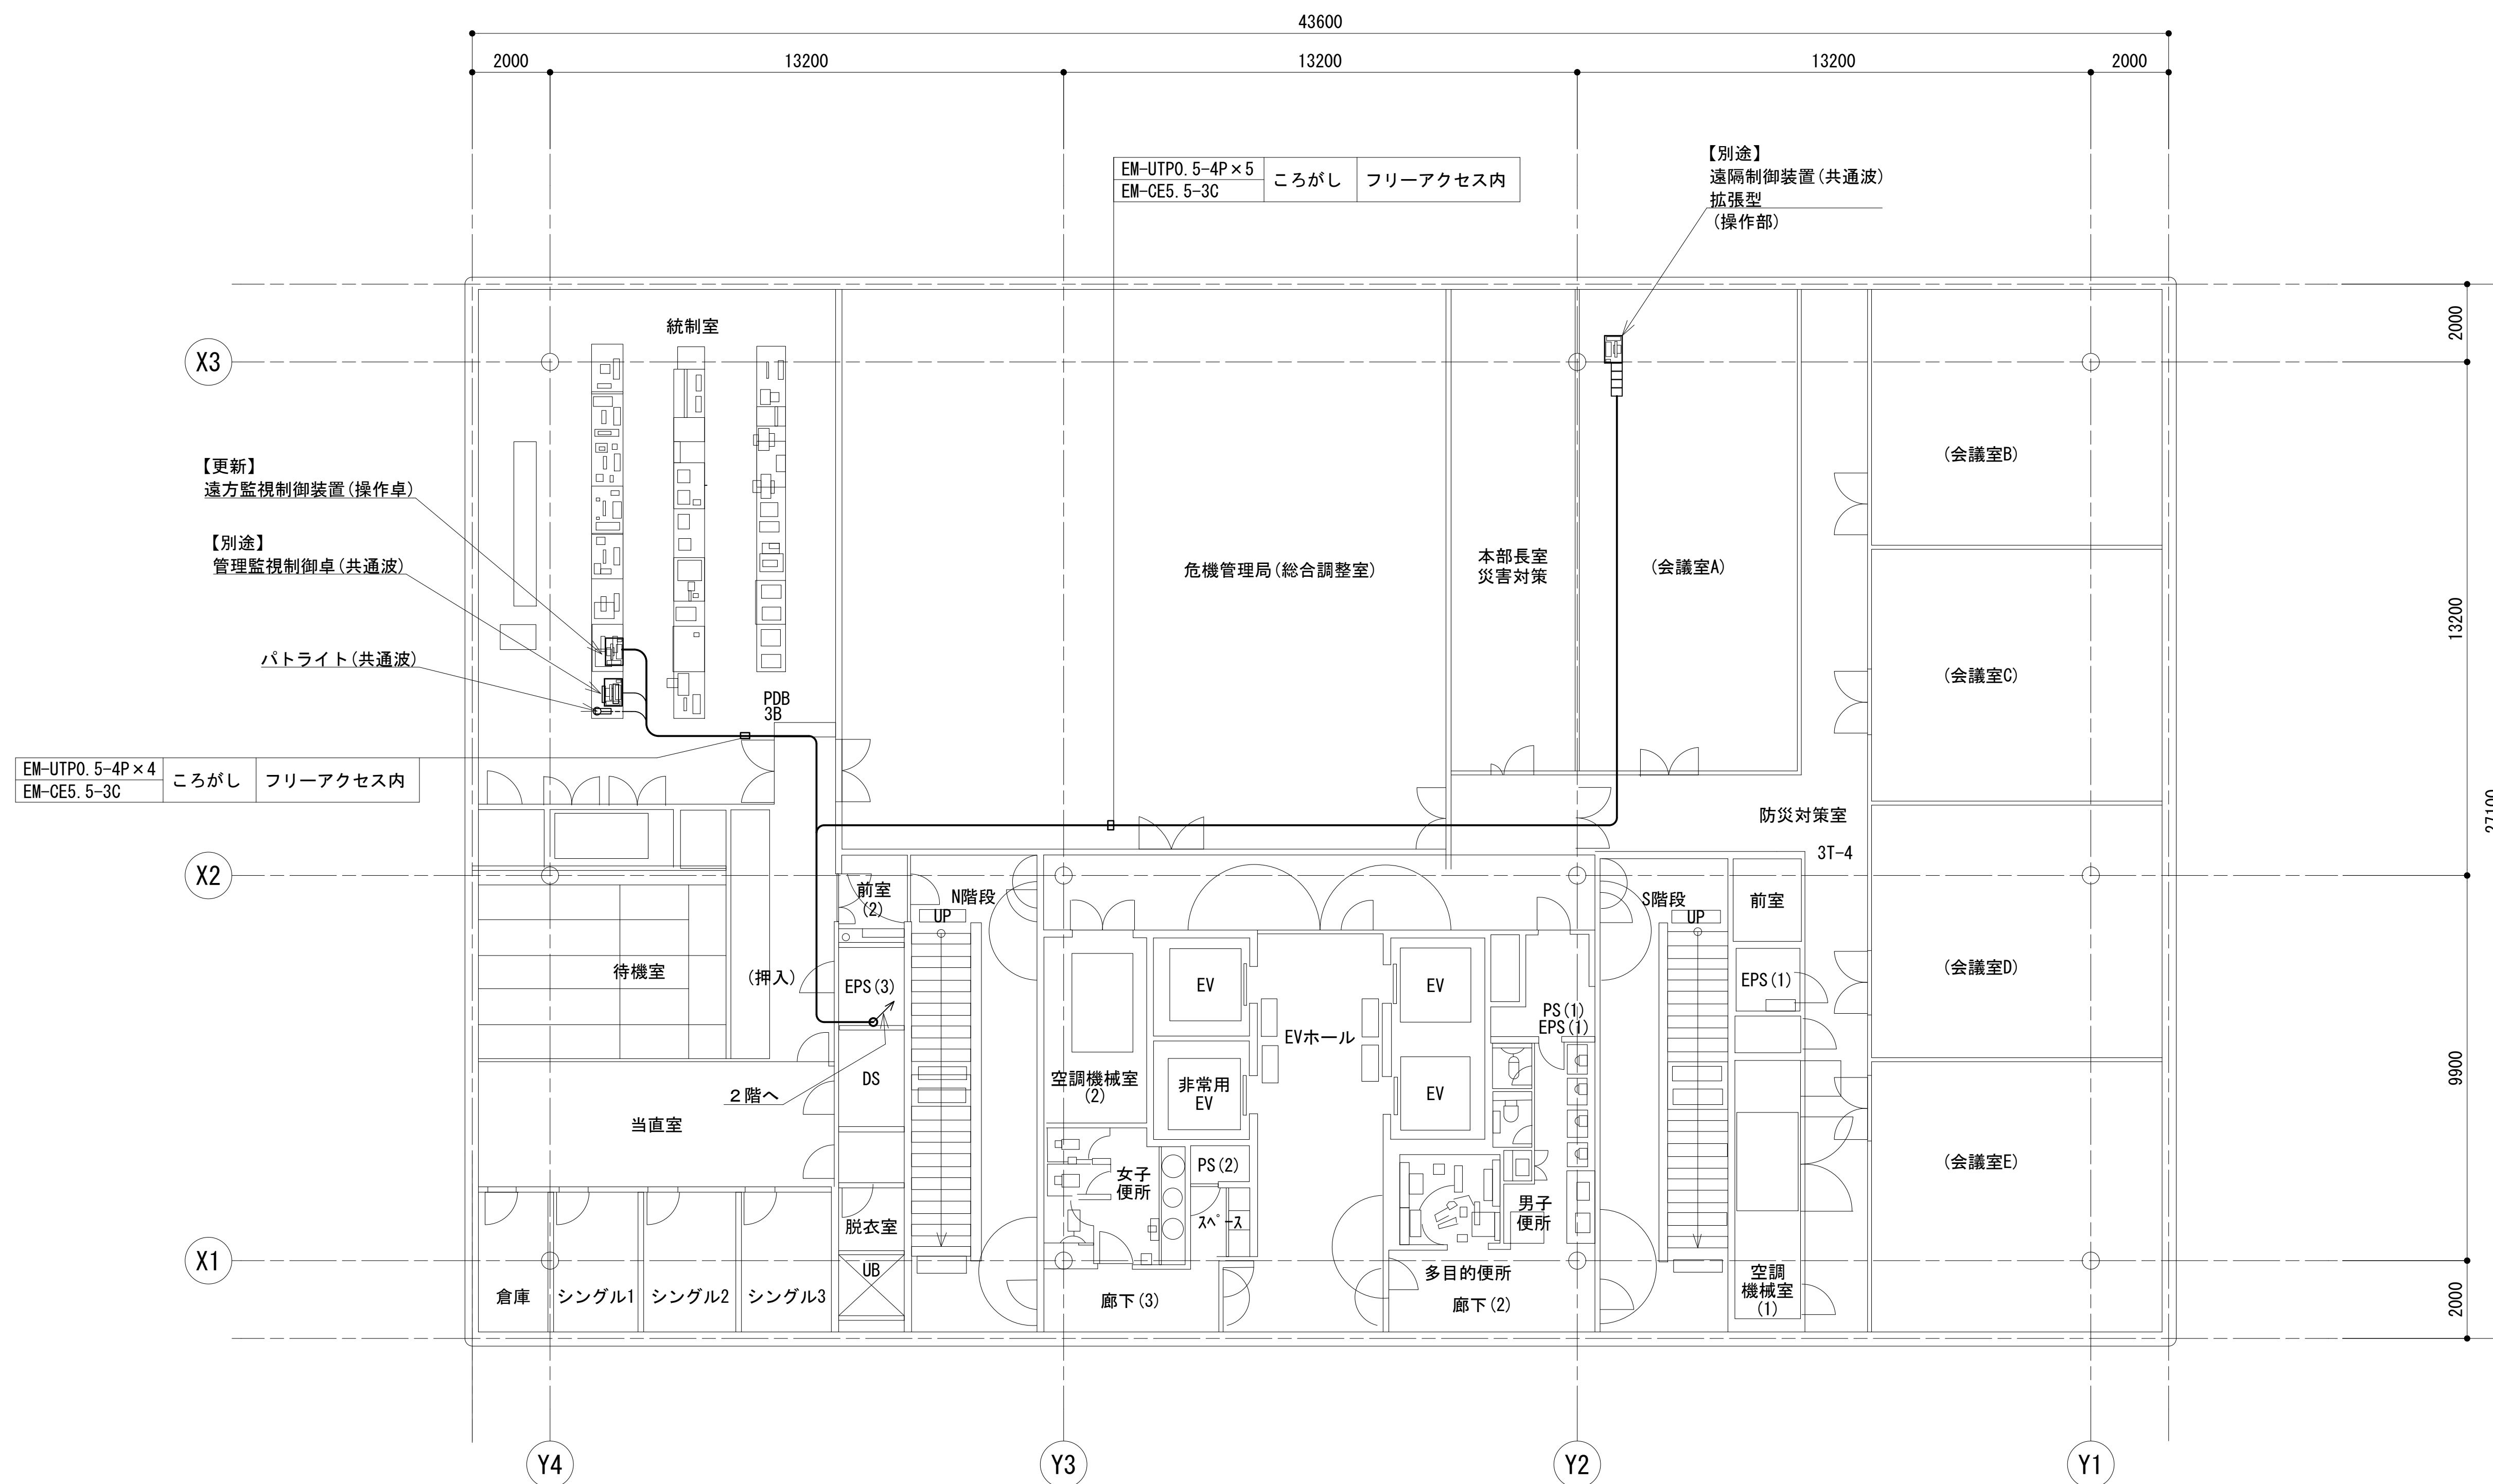 43600
2000
13200
13200
13200
2000
EM-UTP0.5-4P×5
EM-CE5.5-3C
ころがし
フリーアクセス内
【別途】
遠隔制御装置(共通波)
拡張型
(操作部)
2000
X3
統制室
【更新】
遠方監視制御装置(操作卓)
【別途】
管理監視制御卓(共通波)
パトライト(共通波)
PDB
3B
危機管理局(総合調整室)
本部長室
災害対策
(会議室A)
(会議室B)
(会議室C)
13200
27100
EM-UTP0.5-4P×4
EM-CE5.5-3C
ころがし
フリーアクセス内
防災対策室
3T-4
X2
前室
(2)
N階段
UP
S階段
UP
前室
待機室
(押入)
EPS(3)
EV
EV
EVホール
PS(1)
EPS(1)
EPS(1)
(会議室D)
9900
DS
2階へ
空調機械室
(2)
非常用
EV
EV
当直室
女子
便所
PS(2)
スペース
男子
便所
(会議室E)
脱衣室
X1
UB
多目的便所
倉庫
シングル1
シングル2
シングル3
廊下(3)
廊下(2)
空調
機械室
(1)
2000
Y4
Y3
Y2
Y1